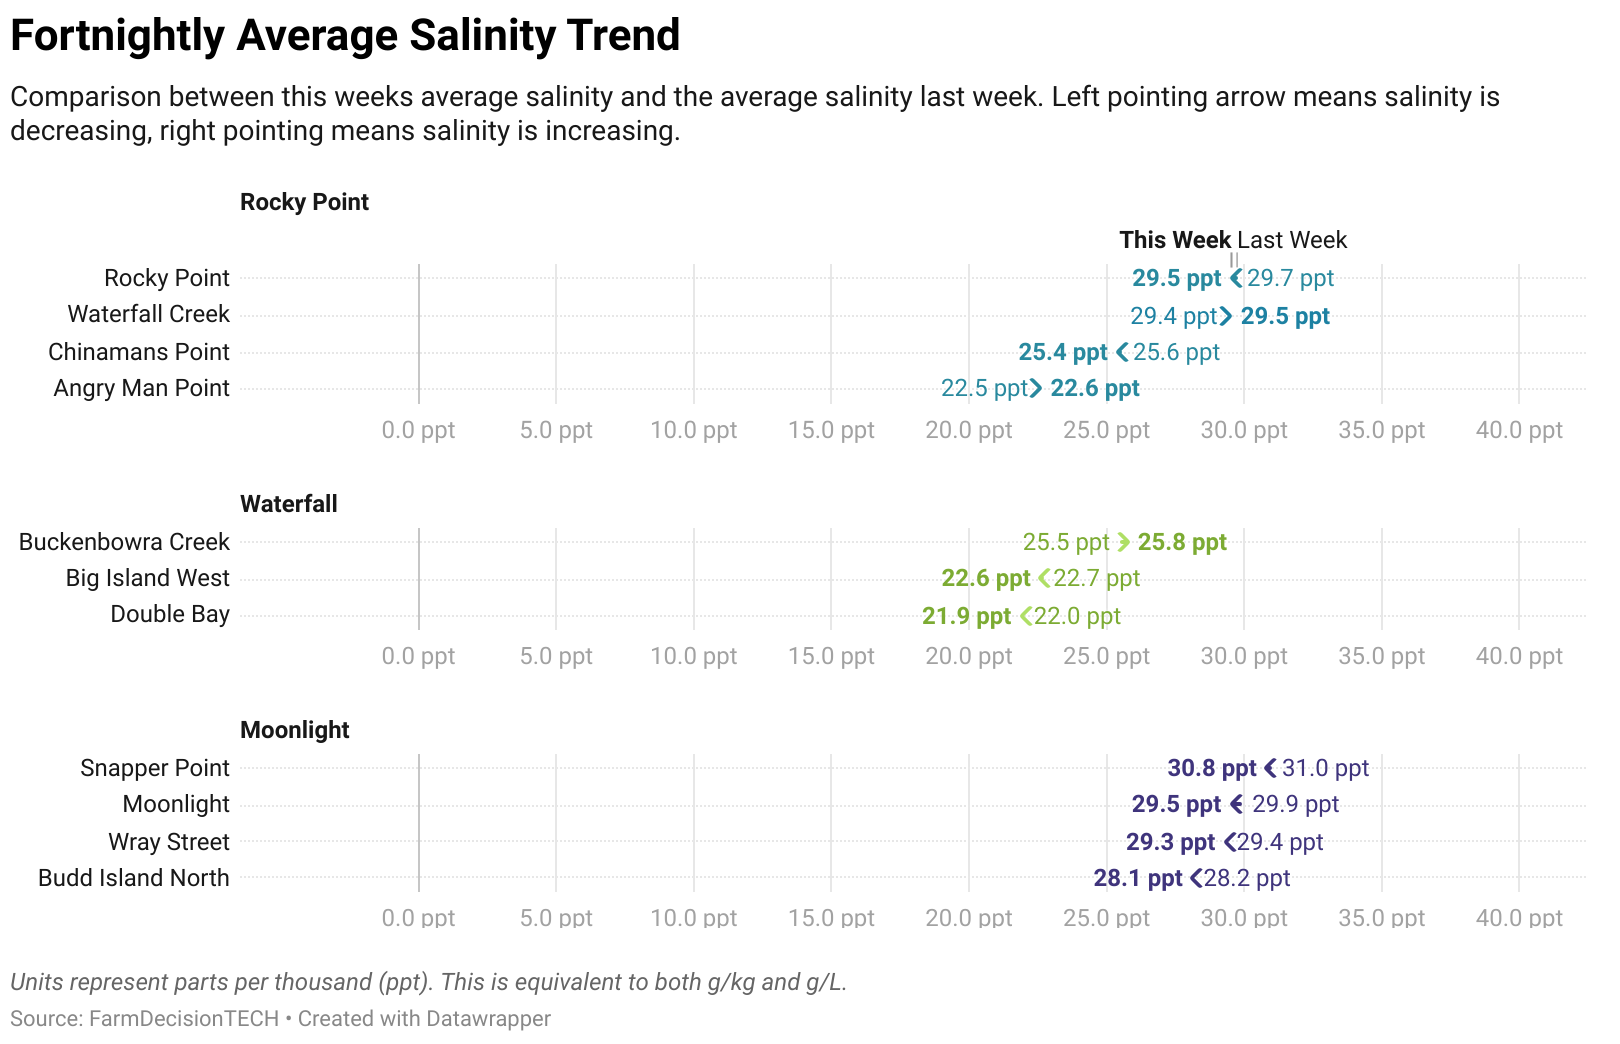 Fortnightly Average Salinity Trend
Comparison between this weeks average salinity and the average salinity last week. Left pointing arrow means salinity is
decreasing, right pointing means salinity is increasing.
Rocky Point
This Week Last Week
Rocky Point 29.5 ppt 29.7 ppt
Waterfall Creek 29.4 ppt 29.5 ppt
Chinamans Point 25.4 ppt 25.6 ppt
Angry Man Point 22.5 ppt 22.6 ppt
0.0 ppt 5.0 ppt 10.0 ppt 15.0 ppt 20.0 ppt 25.0 ppt 30.0 ppt 35.0 ppt 40.0 ppt
Waterfall
Buckenbowra Creek 25.5 ppt 25.8 ppt
Big Island West 22.6 ppt 22.7 ppt
Double Bay 21.9 ppt 22.0 ppt
0.0 ppt 5.0 ppt 10.0 ppt 15.0 ppt 20.0 ppt 25.0 ppt 30.0 ppt 35.0 ppt 40.0 ppt
Moonlight
Snapper Point 30.8 ppt 31.0 ppt
Moonlight 29.5 ppt 29.9 ppt
Wray Street 29.3 ppt 29.4 ppt
Budd Island North 28.1 ppt 28.2 ppt
0.0 ppt 5.0 ppt 10.0 ppt 15.0 ppt 20.0 ppt 25.0 ppt 30.0 ppt 35.0 ppt 40.0 ppt
Units represent parts per thousand (ppt). This is equivalent to both g/kg and g/L.
Source: FarmDecisionTECH • Created with Datawrapper